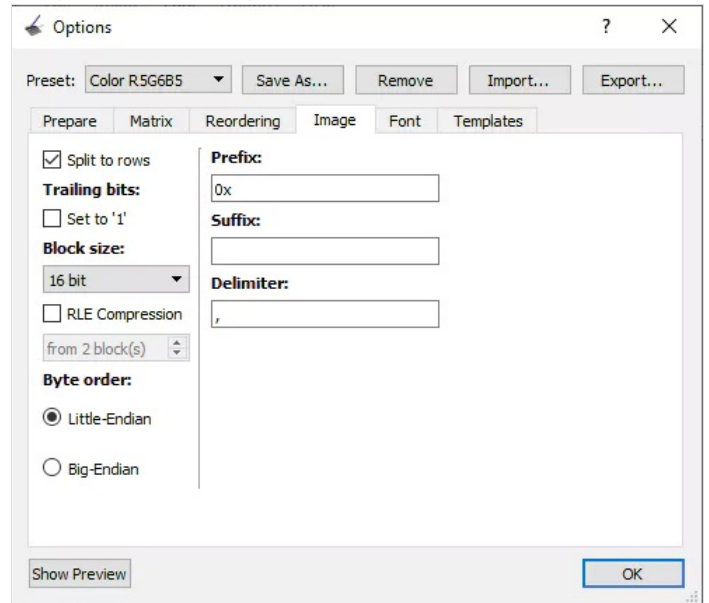 Options
?
Preset: Color R5G6B5 Save As... Remove Import... Export...
Prepare Matrix Reordering Image Font Templates
Split to rows
Trailing bits:
Set to '1'
Block size:
16 bit
RLE Compression
from 2 block(s)
Byte order:
Little-Endian
Big-Endian
Prefix:
0x
Suffix:
Delimiter:
,
Show Preview OK